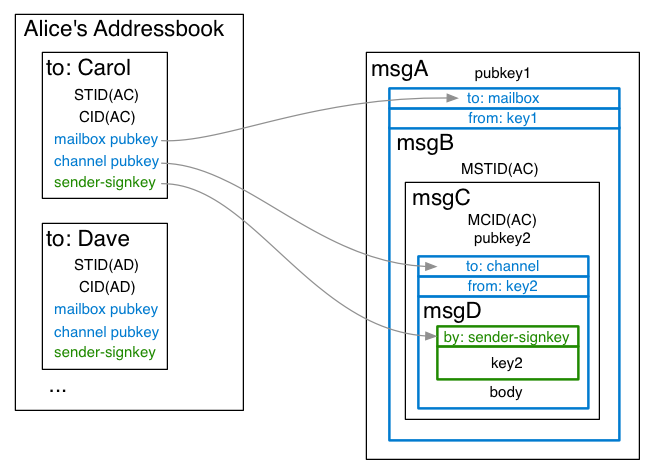 Alice's Addressbook
to: Carol
STID(AC)
CID(AC)
mailbox pubkey
channel pubkey
sender-signkey
to: Dave
STID(AD)
CID(AD)
mailbox pubkey
channel pubkey
sender-signkey
...
msgA
pubkey1
to: mailbox
from: key1
msgB
MSTID(AC)
msgC
MCID(AC)
pubkey2
to: channel
from: key2
msgD
by: sender-signkey
key2
body